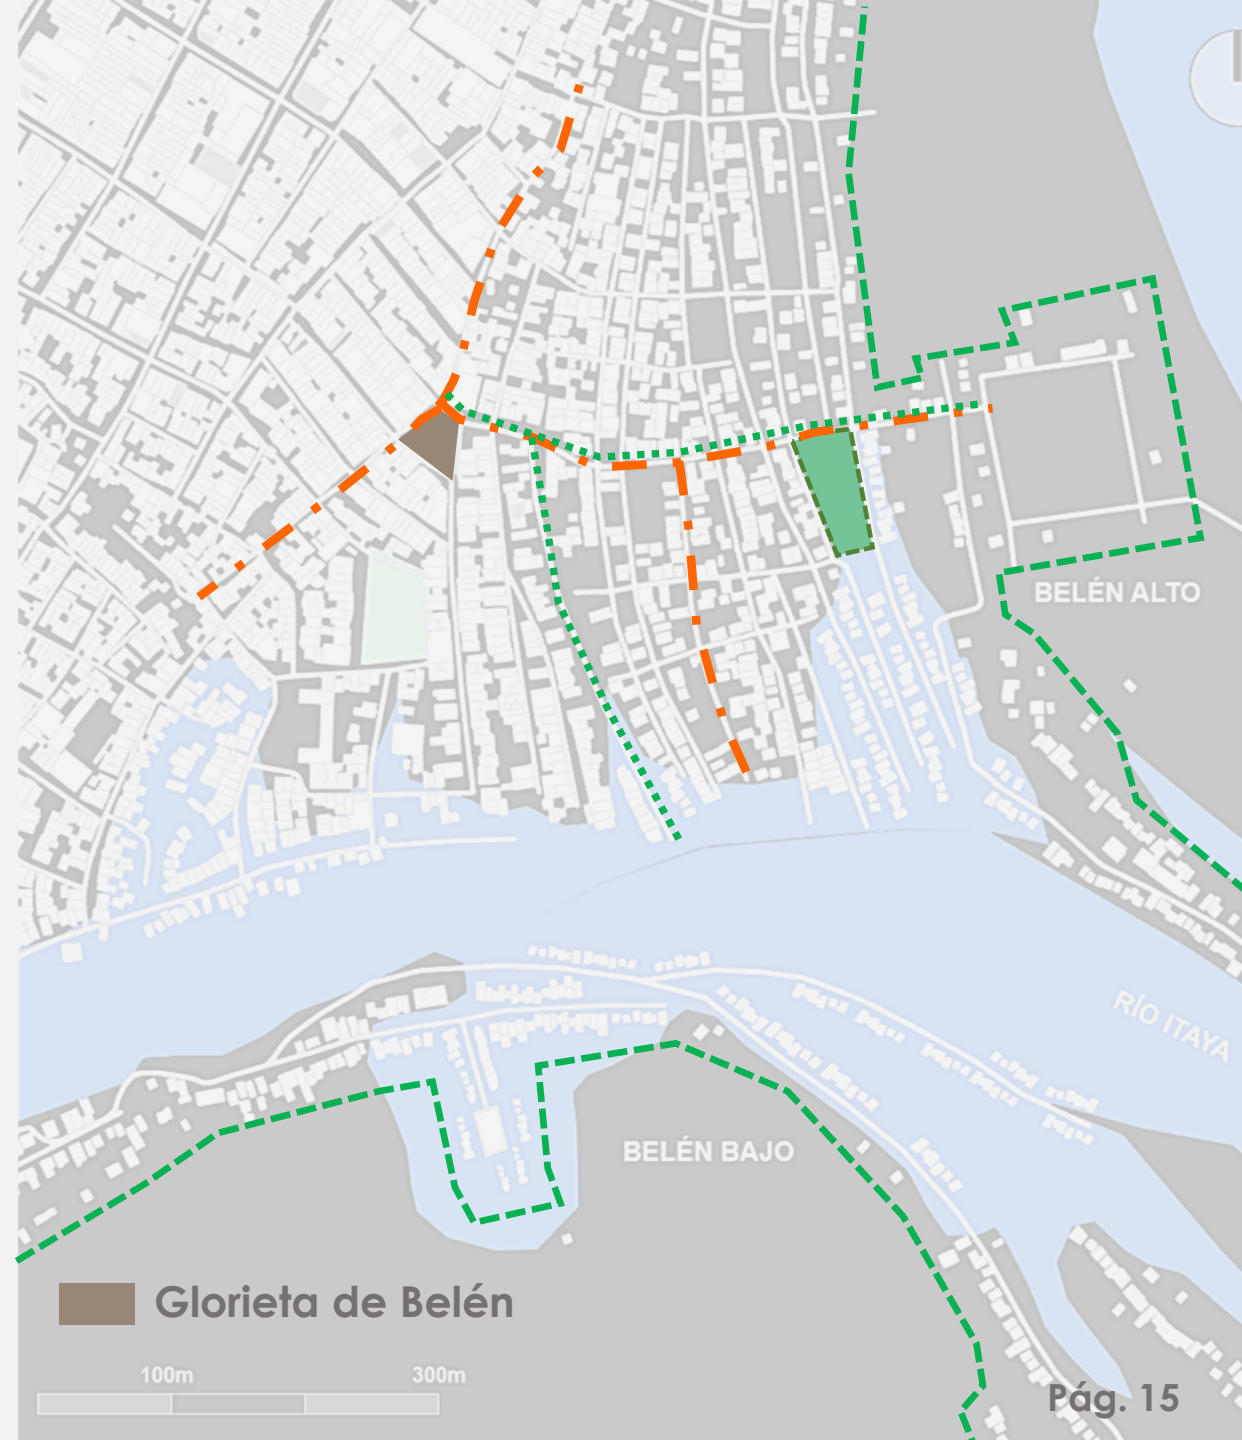 BELÉN ALTO
RÍO ITAYA
BELÉN BAJO
Glorieta de Belén
100m 300m
Pág. 15